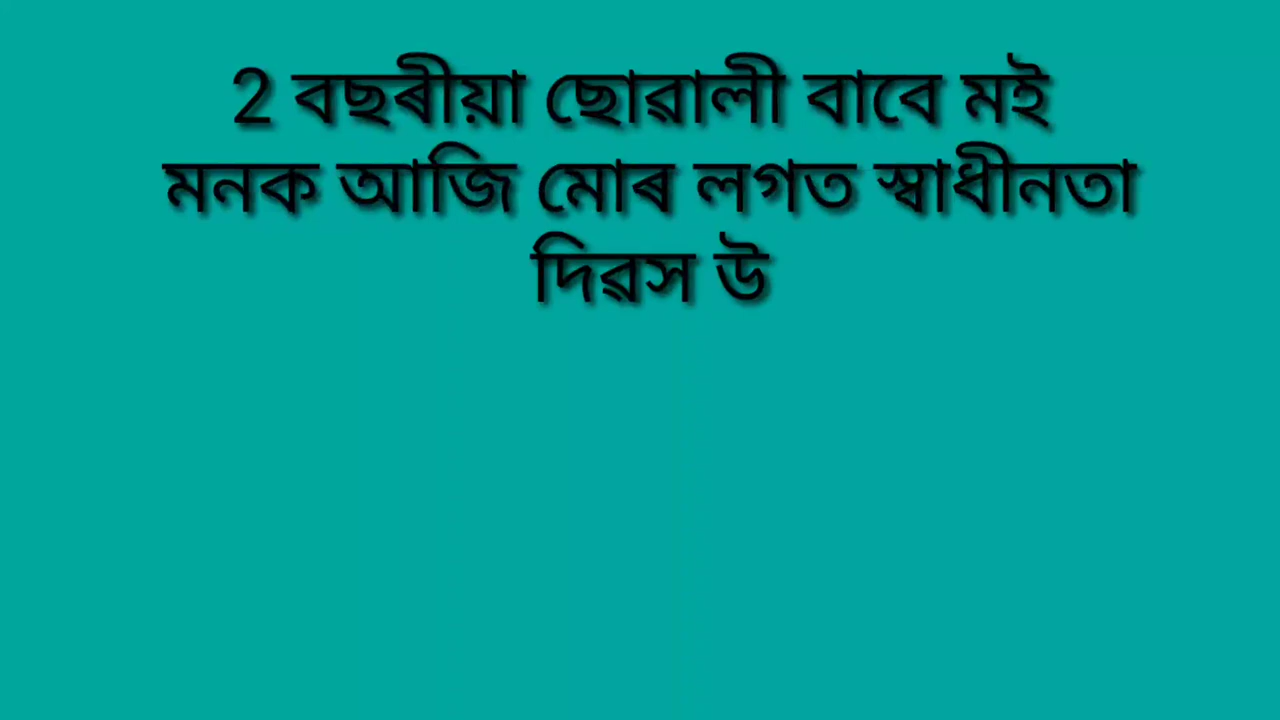 2 বছৰীয়া ছোৱালী বাবে মই
মনক আজি মোৰ লগত স্বাধীনতা
দিৱস উ